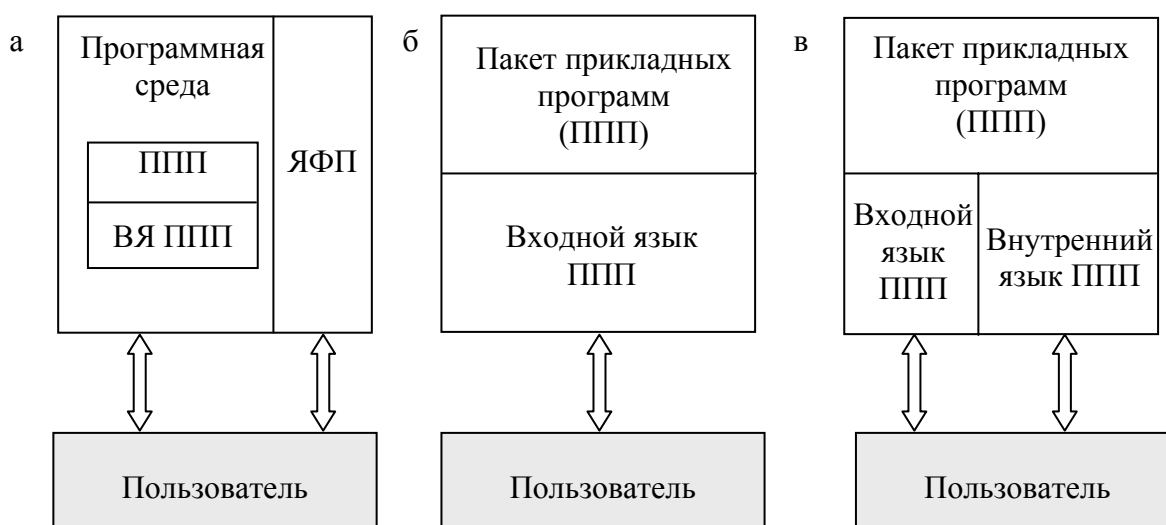 а
Программная
среда
ППП
ВЯ ППП
ЯФП
Пользователь
б
Пакет прикладных
программ
(ППП)
Входной язык
ППП
Пользователь
в
Пакет прикладных
программ
(ППП)
Входной
язык
ППП
Внутренний
язык ППП
Пользователь